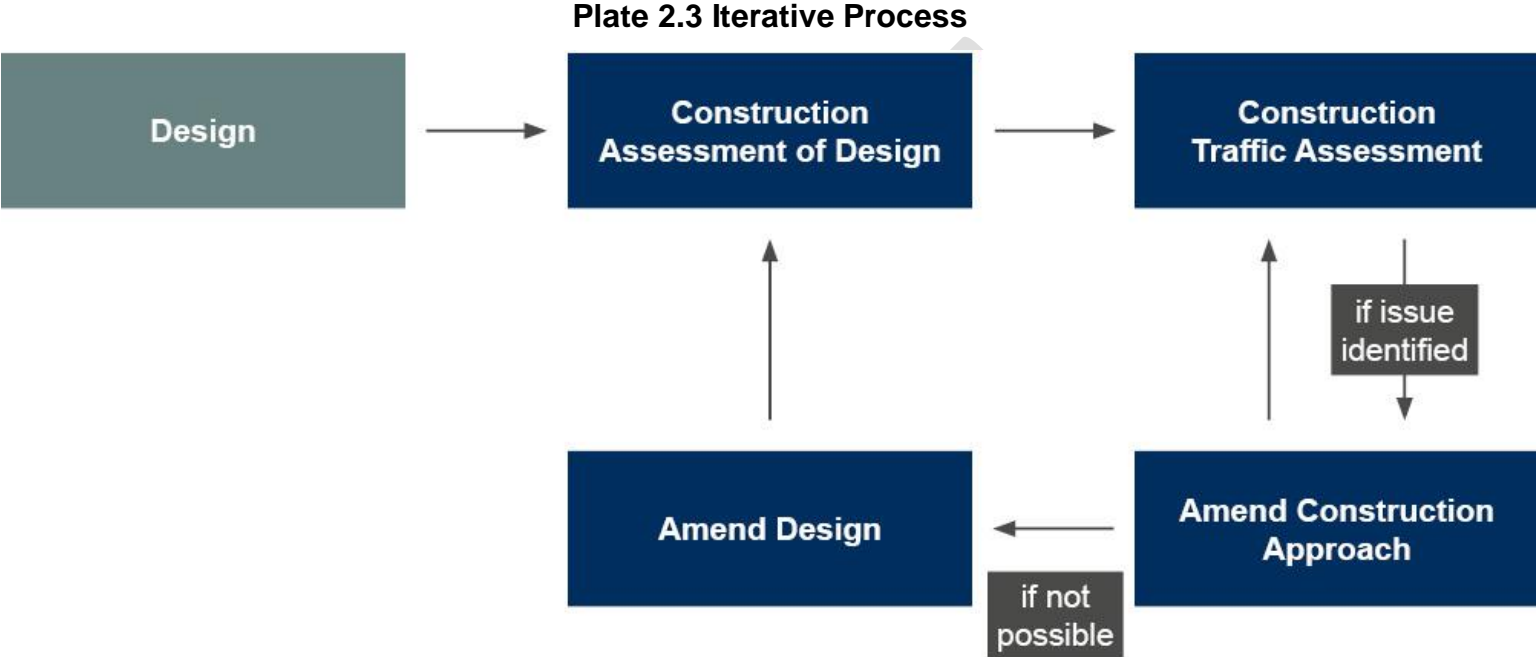 Plate 2.3 Iterative Process
Design
Construction
Assessment of Design
Construction
Traffic Assessment
if issue
identified
Amend Design
if not
possible
Amend Construction
Approach